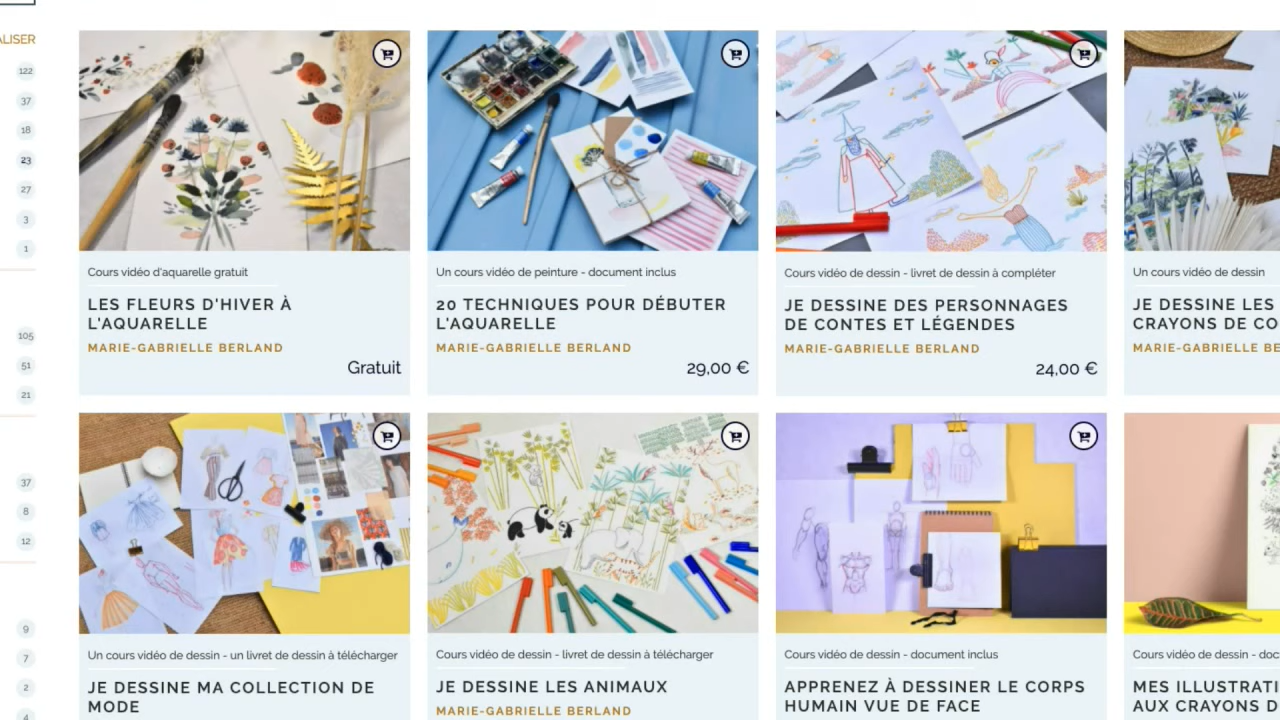 ALISER
122
37
18
23
27
3
1
105
51
21
37
8
12
9
7
2
4
Cours vidéo d'aquarelle gratuit
LES FLEURS D'HIVER À
L'AQUARELLE
MARIE-GABRIELLE BERLAND
Gratuit
Un cours vidéo de peinture - document inclus
20 TECHNIQUES POUR DÉBUTER
L'AQUARELLE
MARIE-GABRIELLE BERLAND
29,00 €
Cours vidéo de dessin - livret de dessin à compléter
JE DESSINE DES PERSONNAGES
DE CONTES ET LÉGENDES
MARIE-GABRIELLE BERLAND
24,00 €
Un cours vidéo de dessin
JE DESSINE LES
CRAYONS DE CO
MARIE-GABRIELLE BE
Un cours vidéo de dessin - un livret de dessin à télécharger
JE DESSINE MA COLLECTION DE
MODE
Cours vidéo de dessin - livret de dessin à télécharger
JE DESSINE LES ANIMAUX
MARIE-GABRIELLE BERLAND
Cours vidéo de dessin - document inclus
APPRENEZ À DESSINER LE CORPS
HUMAIN VUE DE FACE
Cours vidéo de dessin - doc
MES ILLUSTRATI
AUX CRAYONS D